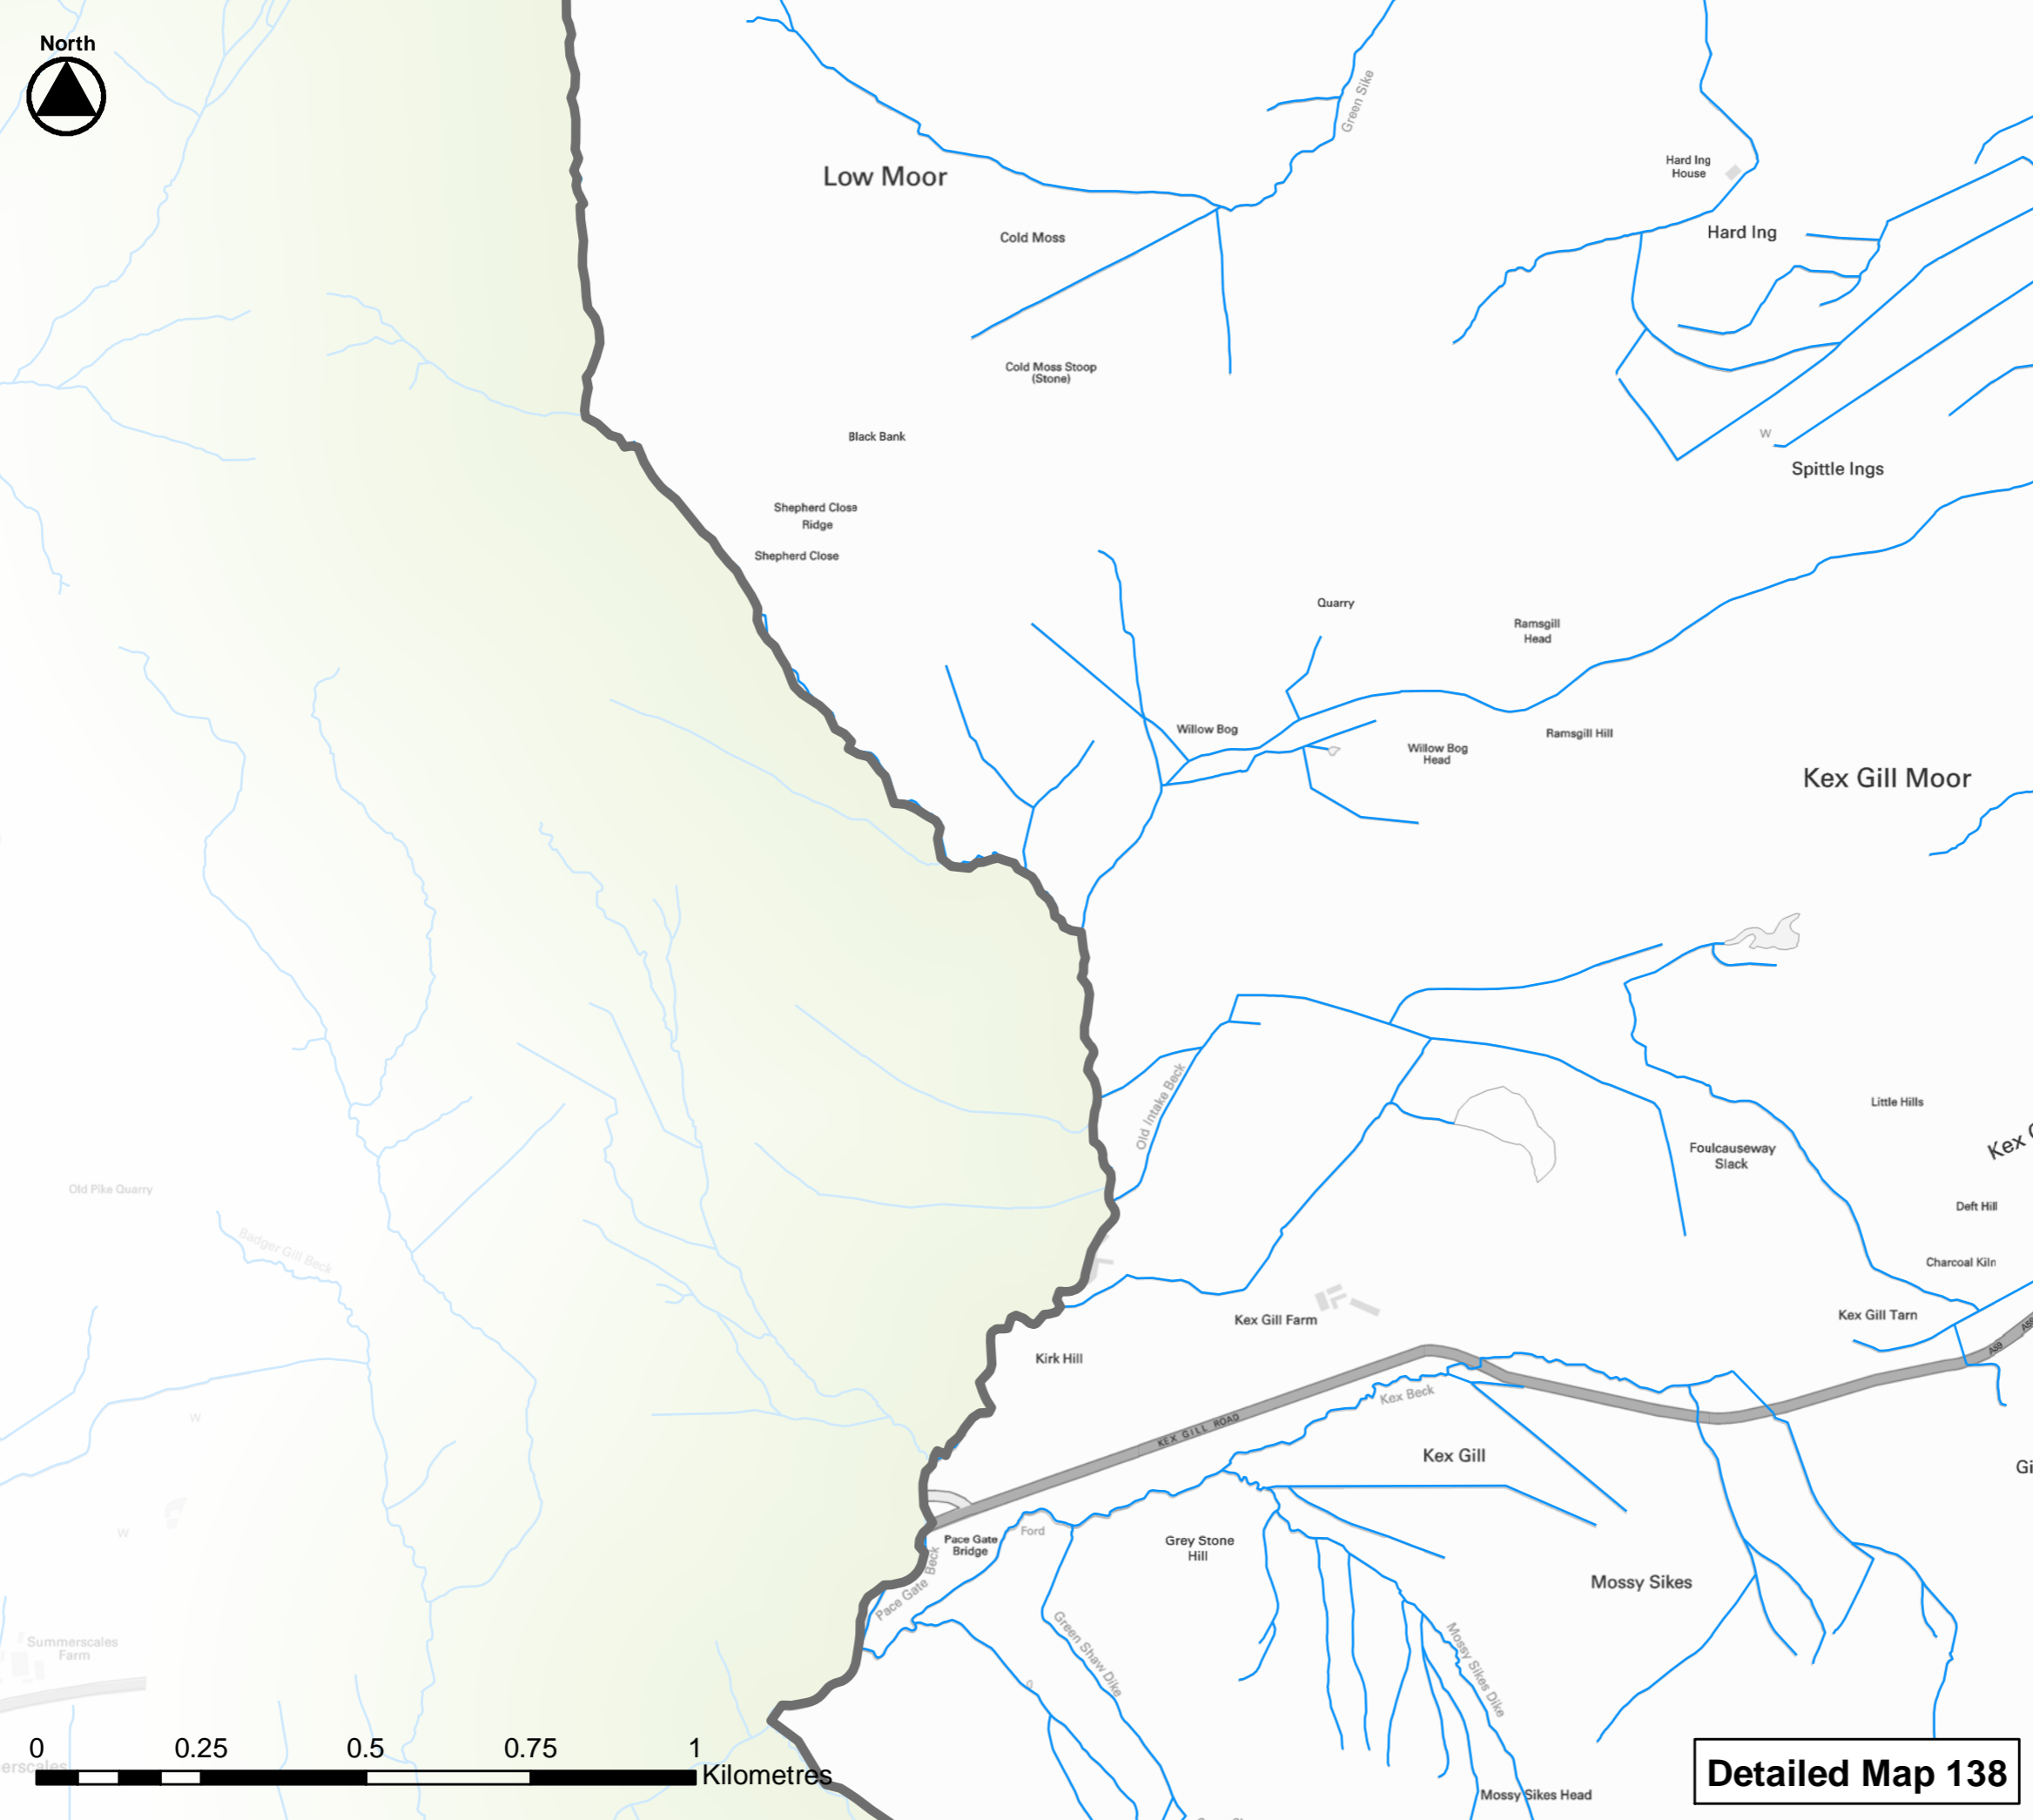 North
Green Sike
Low Moor
Hard Ing
House
Cold Moss
Hard Ing
Cold Moss Stoop
(Stone)
Black Bank
W
Spittle Ings
Shepherd Close
Ridge
Shepherd Close
Quarry
Ramsgill
Head
Willow Bog
Ramsgill Hill
Willow Bog
Head
Kex Gill Moor
Old Intake Beck
Little Hills
Kex
Foulcauseway
Slack
Old Pike Quarry
Deft Hill
Badger Gill Beck
Charcoal Kiln
Kex Gill Farm
Kex Gill Tarn
A59
Kirk Hill
Kex Beck
W
KEX GILL ROAD
Kex Gill
Gi
W
Ford
Pace Gate
Bridge
Grey Stone
Hill
Pace Gate Beck
Mossy Sikes
Green Shaw Dike
Mossy Sikes Dike
Summerscales
Farm
erscales
0 0.25 0.5 0.75 1
Kilometres
Mossy Sikes Head
Detailed Map 138